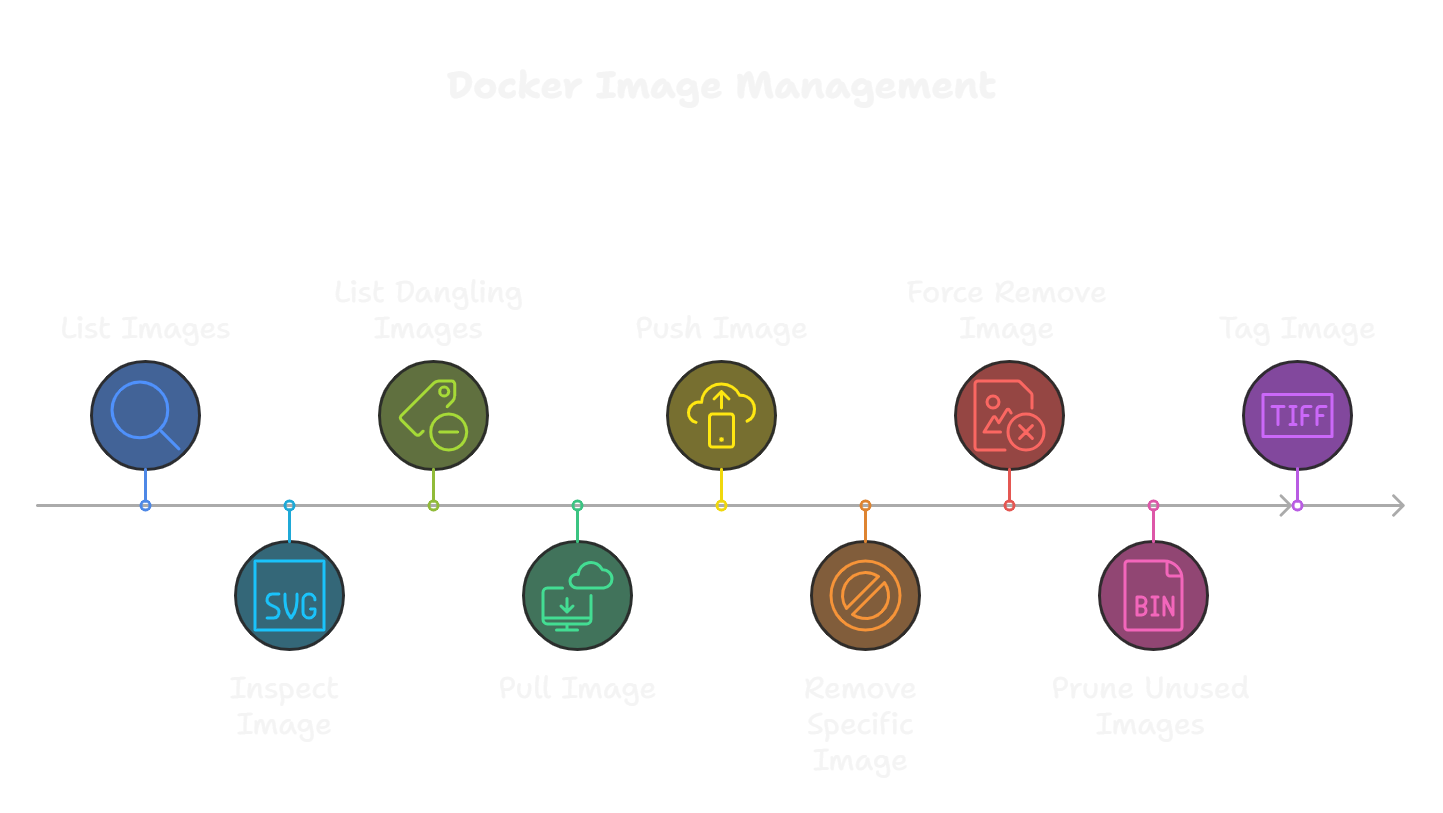 Docker Image Management
List Images
List Dangling
Images
Push Image
Force Remove
Image
Tag Image
TIFF
SVG
BIN
Inspect
Image
Pull Image
Remove
Specific
Image
Prune Unused
Images